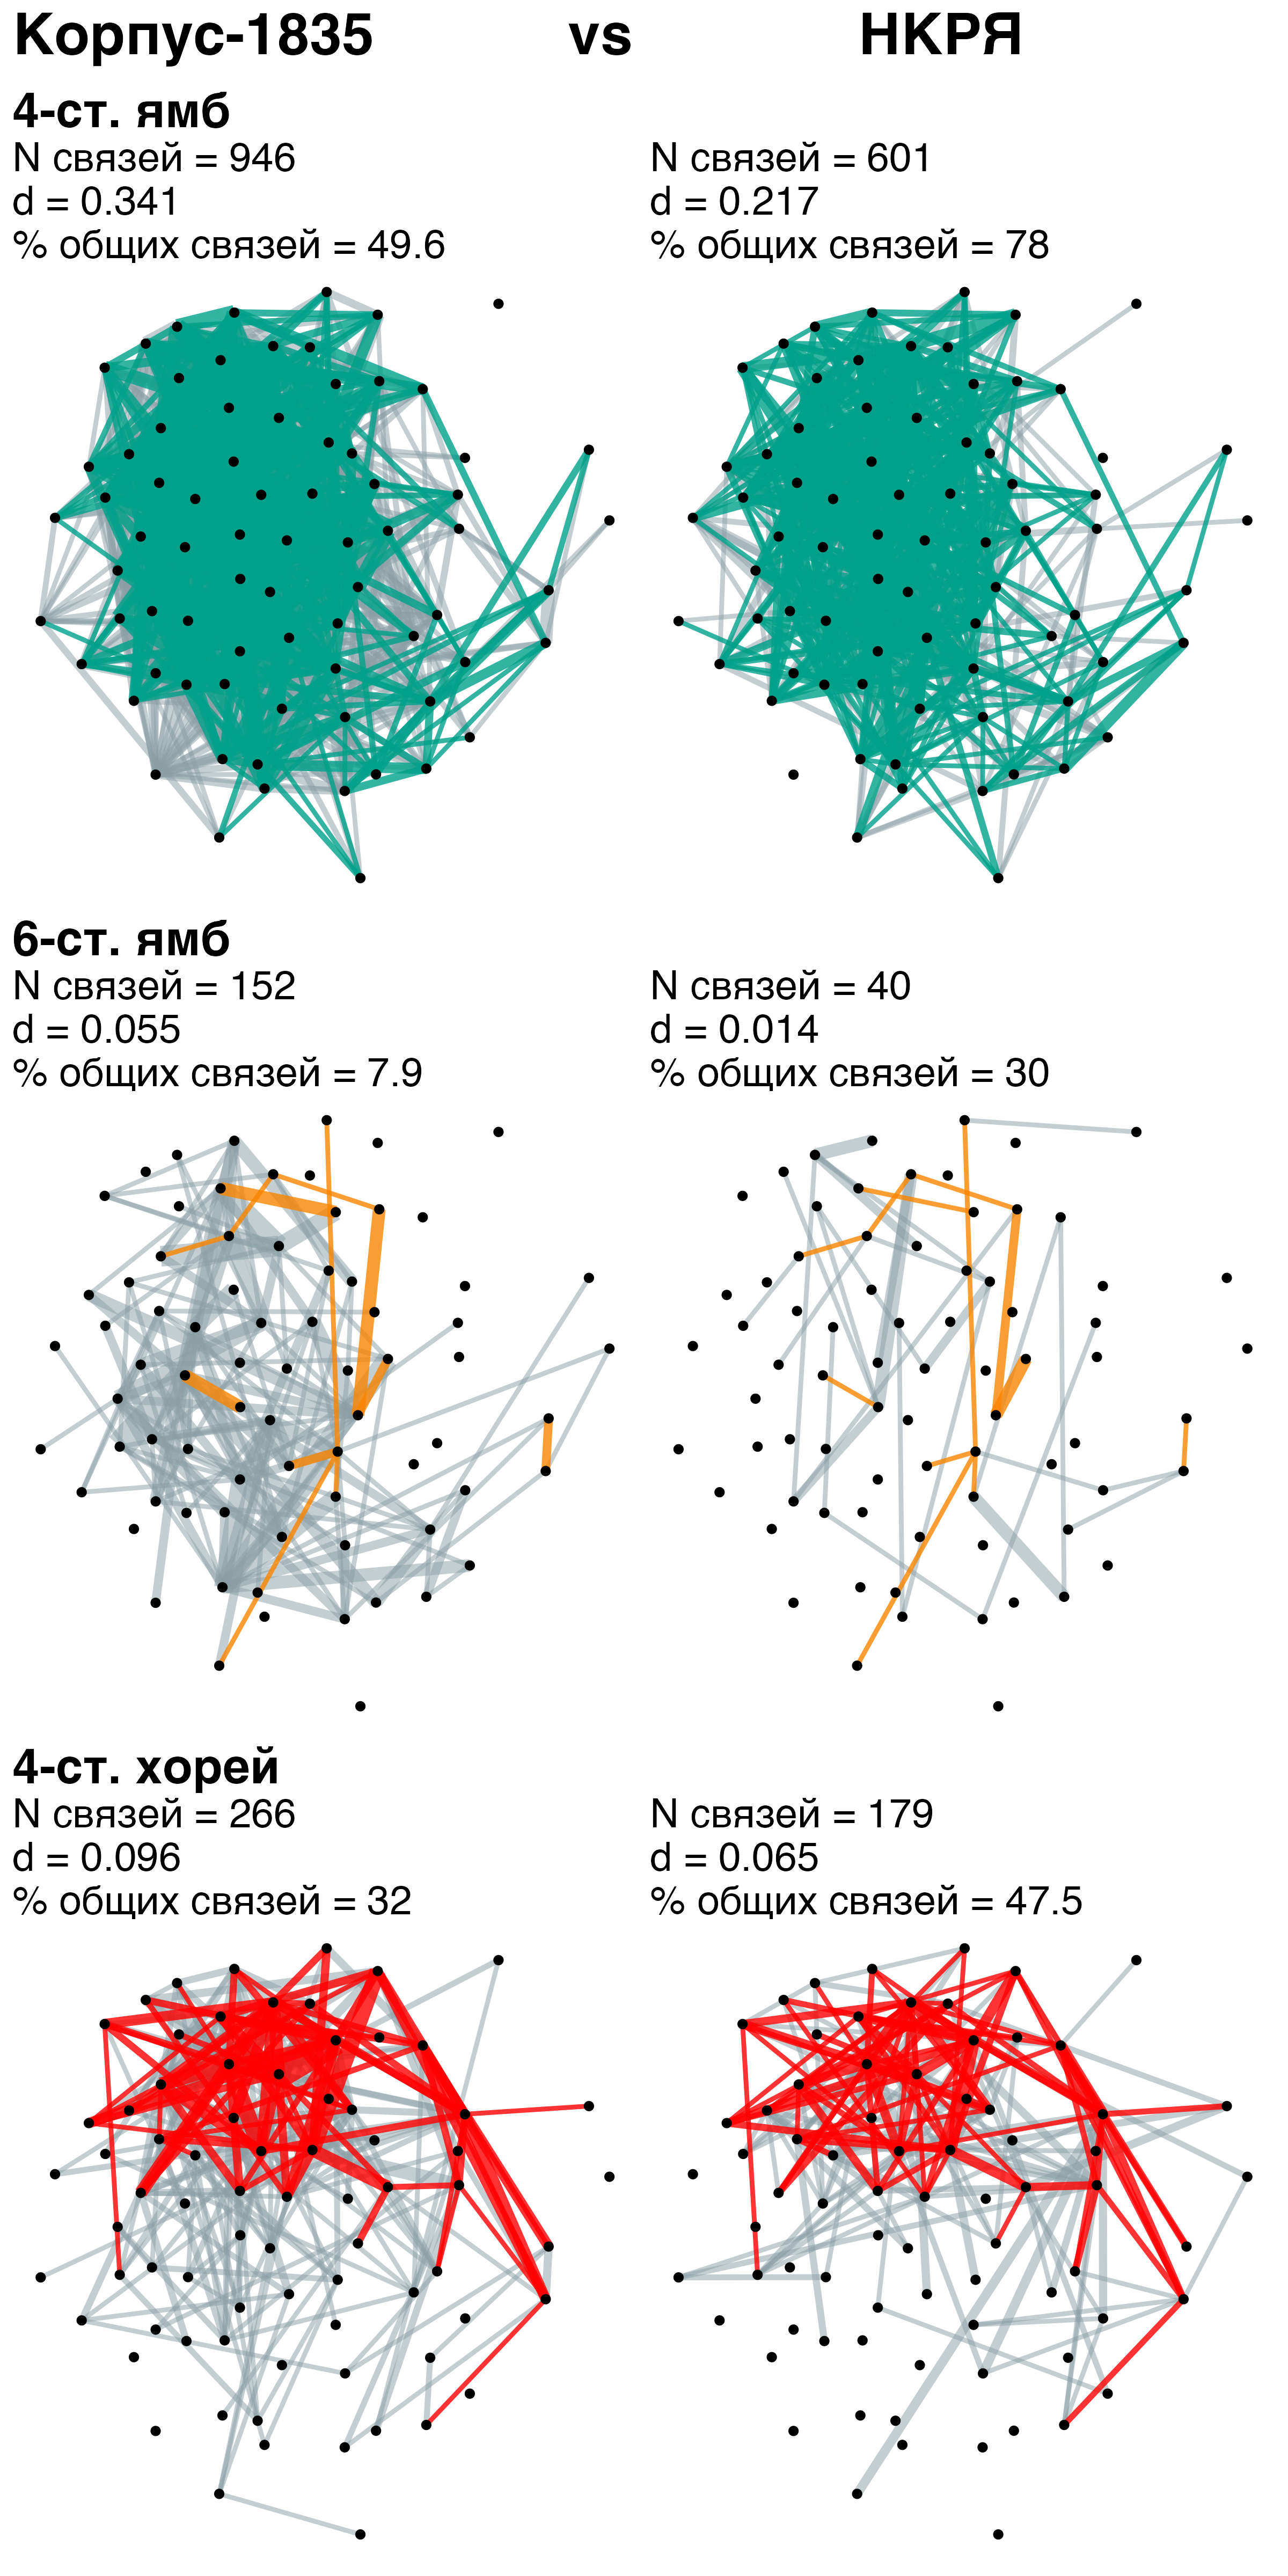 Корпус-1835 vs НКРЯ
4-ст. ямб
N связей = 946
d = 0.341
% общих связей = 49.6
N связей = 601
d = 0.217
% общих связей = 78
6-ст. ямб
N связей = 152
d = 0.055
% общих связей = 7.9
N связей = 40
d = 0.014
% общих связей = 30
4-ст. хорей
N связей = 266
d = 0.096
% общих связей = 32
N связей = 179
d = 0.065
% общих связей = 47.5